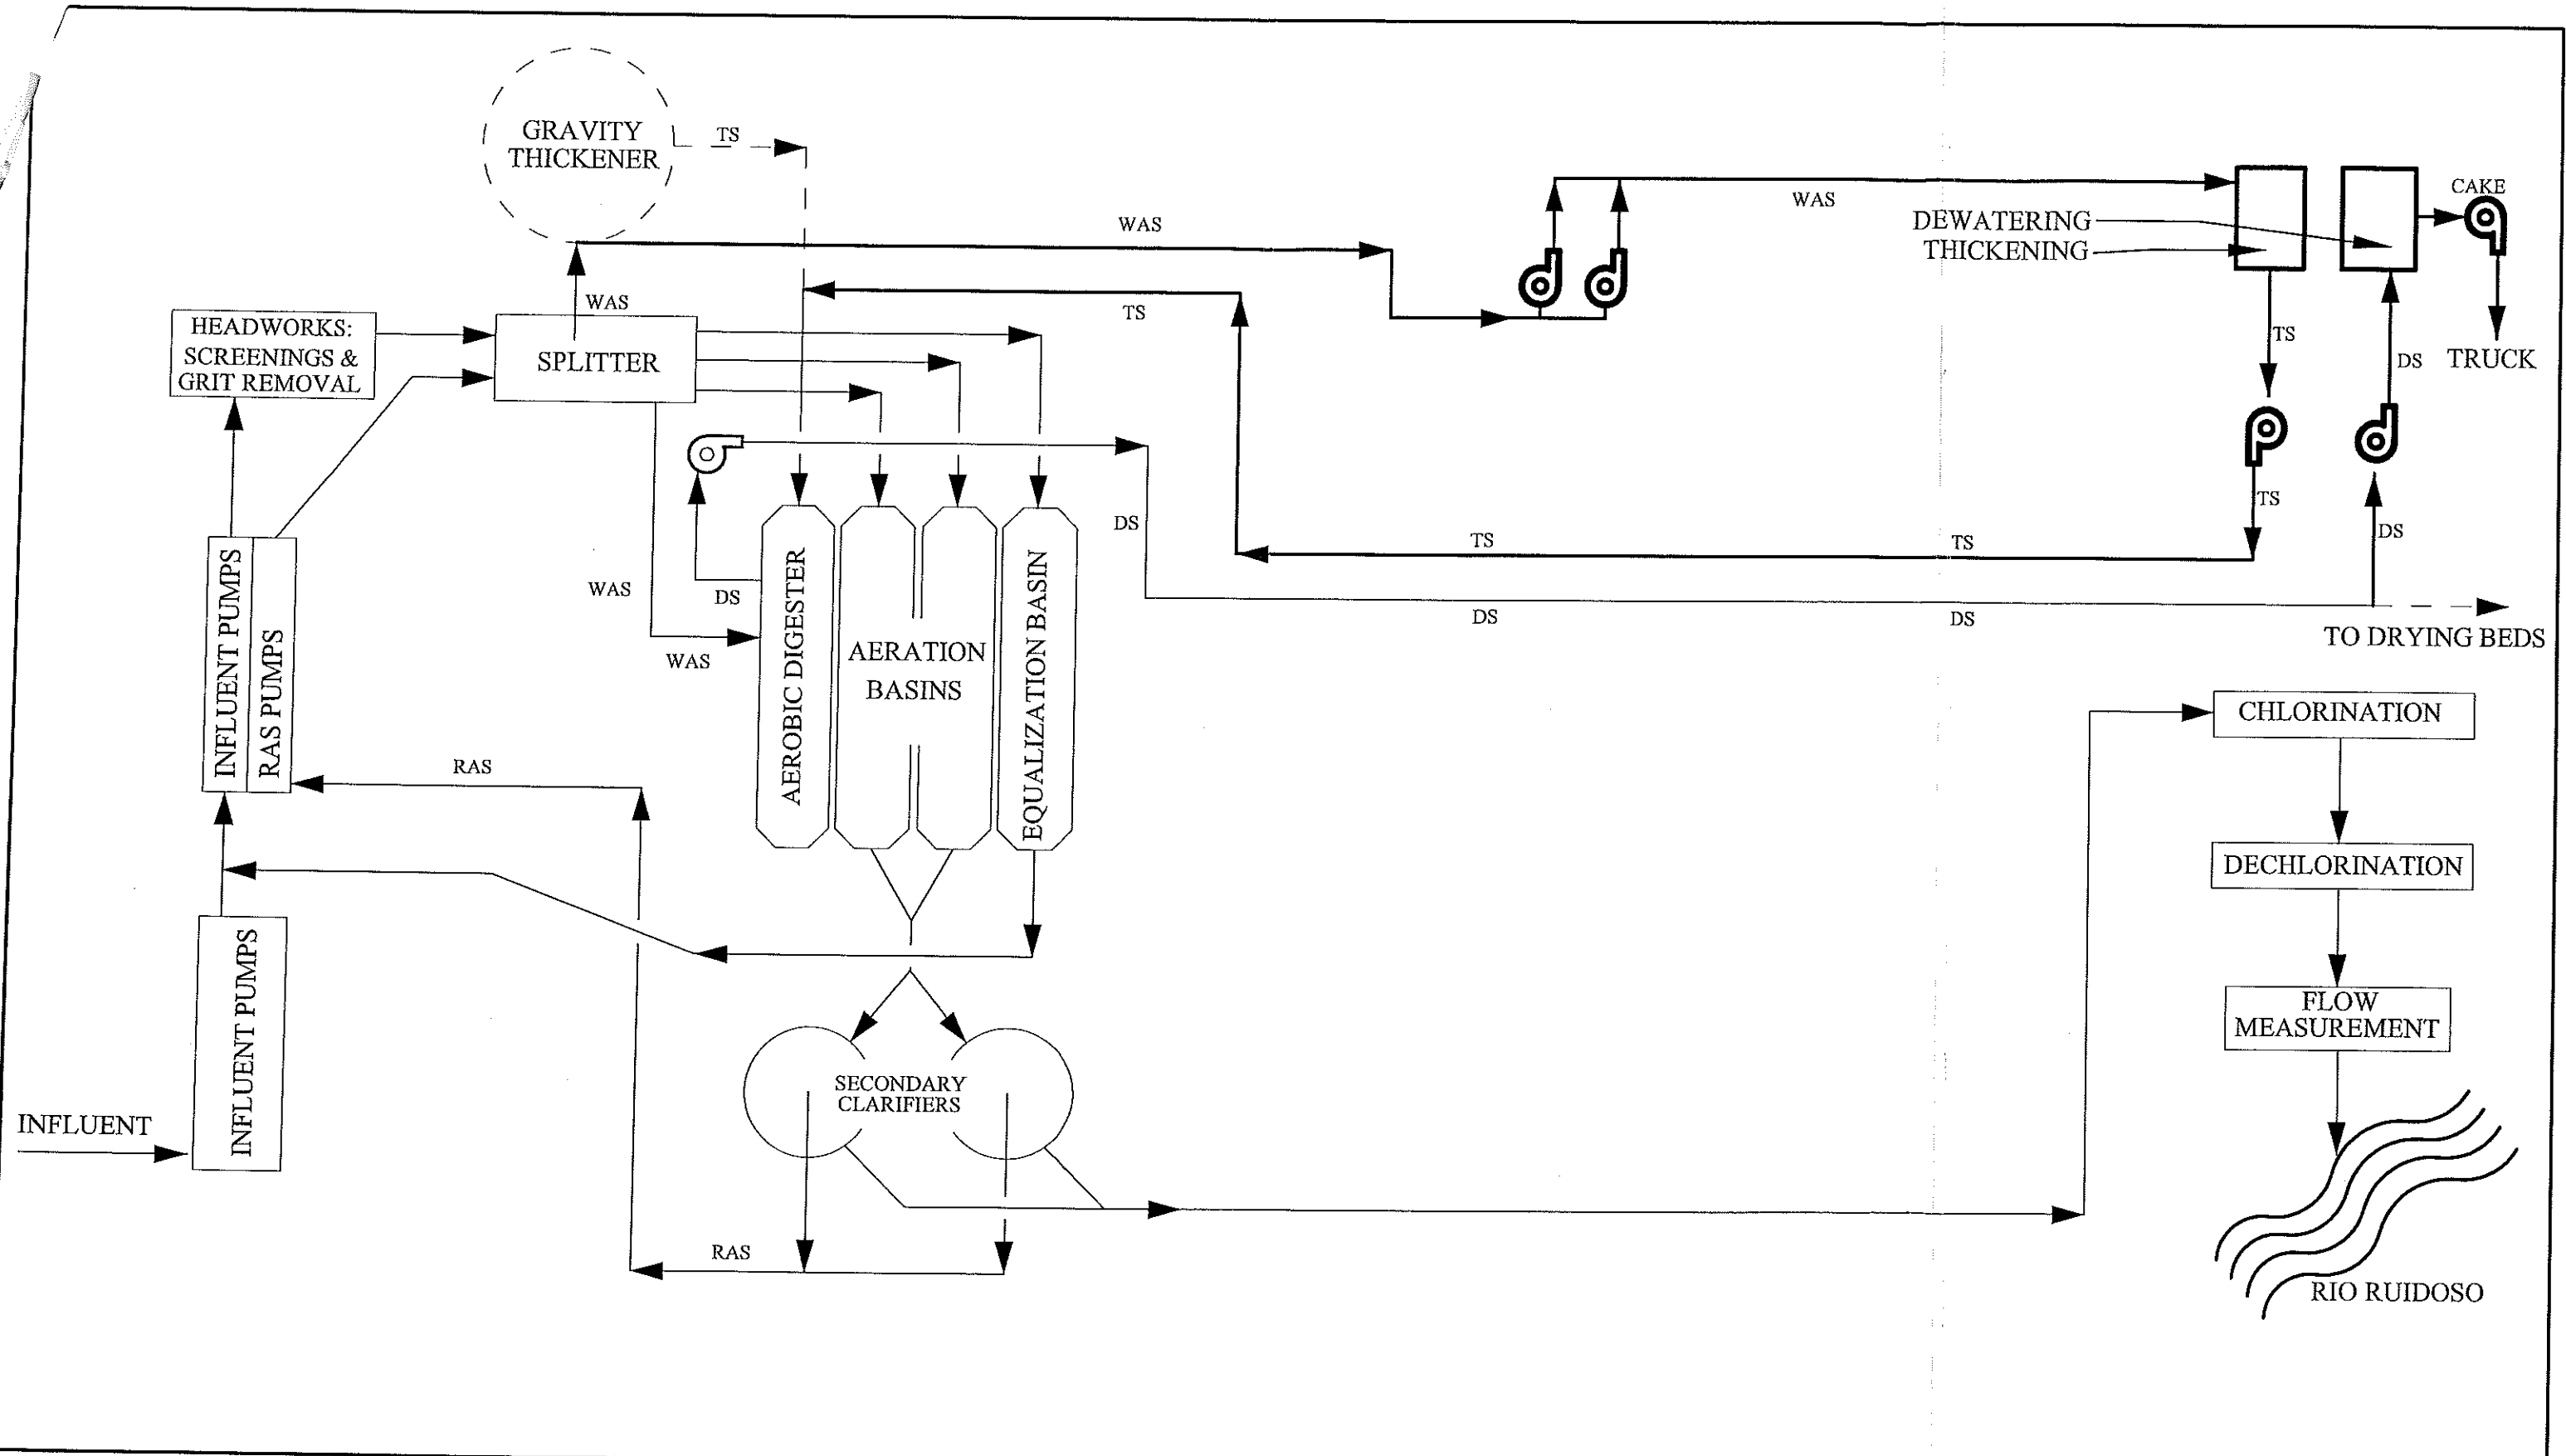 GRAVITY
THICKENER
TS
WAS
WAS
CAKE
DEWATERING
THICKENING
WAS
TS
HEADWORKS:
SCREENINGS &
GRIT REMOVAL
SPLITTER
TS
DS
TRUCK
TS
DS
DS
TS
TS
INFLUENT PUMPS
RAS PUMPS
WAS
DS
WAS
AEROBIC DIGESTER
AERATION
BASINS
EQUALIZATION BASIN
DS
DS
TO DRYING BEDS
RAS
CHLORINATION
DECHLORINATION
FLOW
MEASUREMENT
INFLUENT PUMPS
INFLUENT
SECONDARY
CLARIFIERS
RAS
RIO RUIDOSO